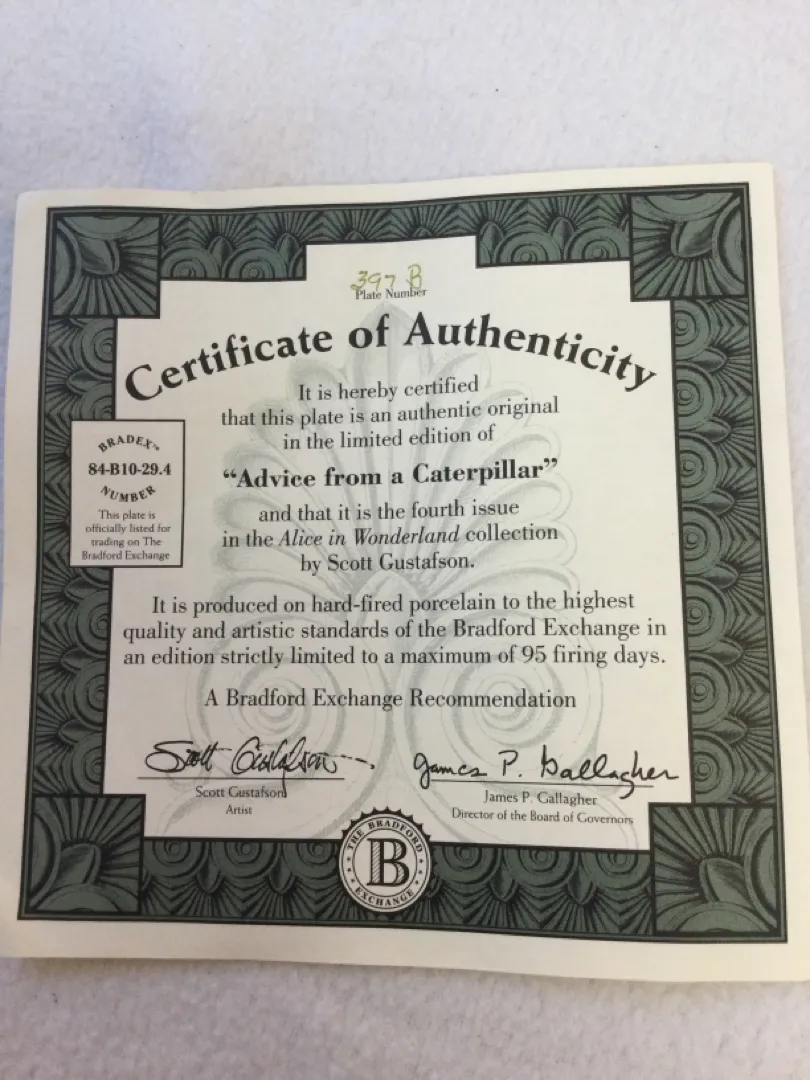 397 B
Plate Number
Certificate of Authenticity
It is hereby certified
that this plate is an authentic original
in the limited edition of
“Advice from a Caterpillar”
and that it is the fourth issue
in the Alice in Wonderland collection
by Scott Gustafson.
BRADEX™
84-B10-29.4
NUMBER
This plate is
officially listed for
trading on The
Bradford Exchange
It is produced on hard-fired porcelain to the highest
quality and artistic standards of the Bradford Exchange in
an edition strictly limited to a maximum of 95 firing days.
A Bradford Exchange Recommendation
Scott Gustafson
Scott Gustafson
Artist
James P. Gallagher
James P. Gallagher
Director of the Board of Governors
THE BRADFORD
B
EXCHANGE